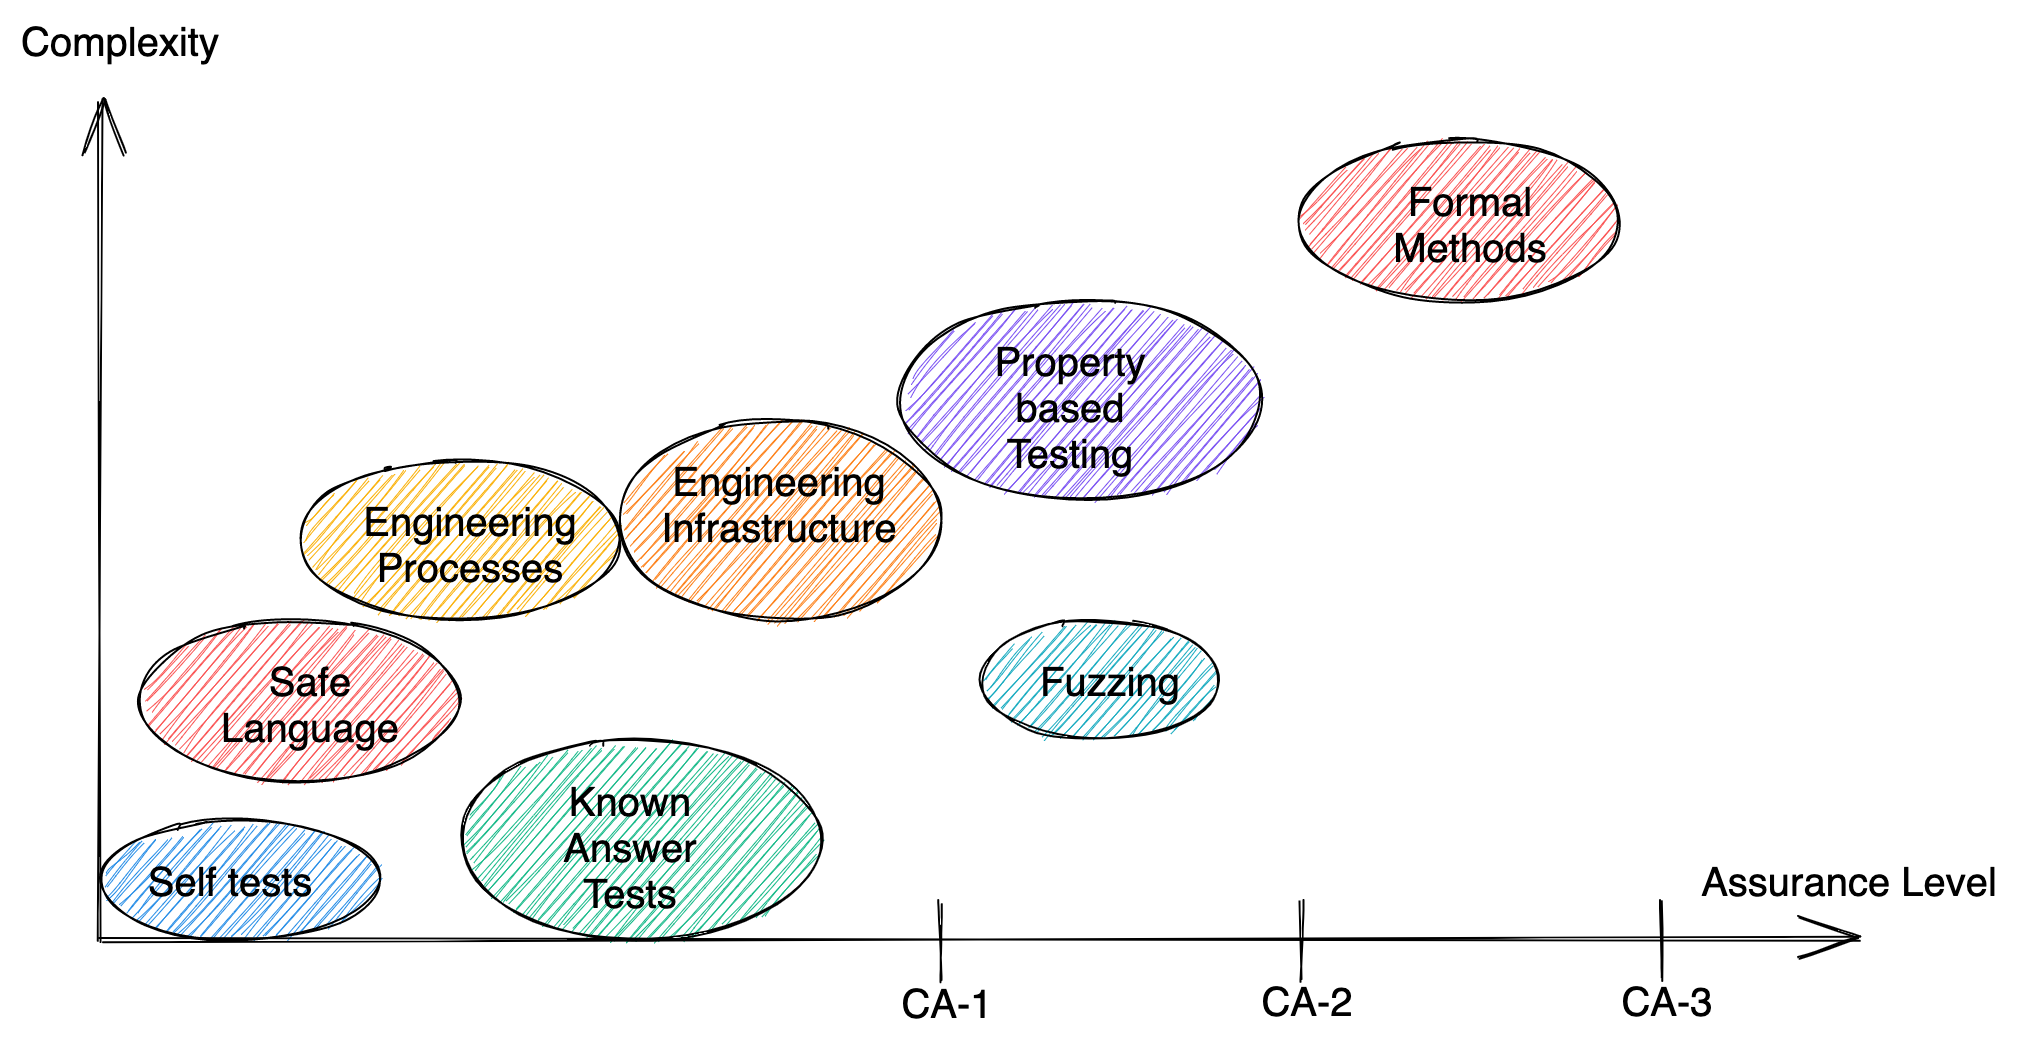 Complexity
Formal
Methods
Property
based
Testing
Engineering
Infrastructure
Engineering
Processes
Safe
Language
Fuzzing
Known
Answer
Tests
Self tests
Assurance Level
CA-1
CA-2
CA-3